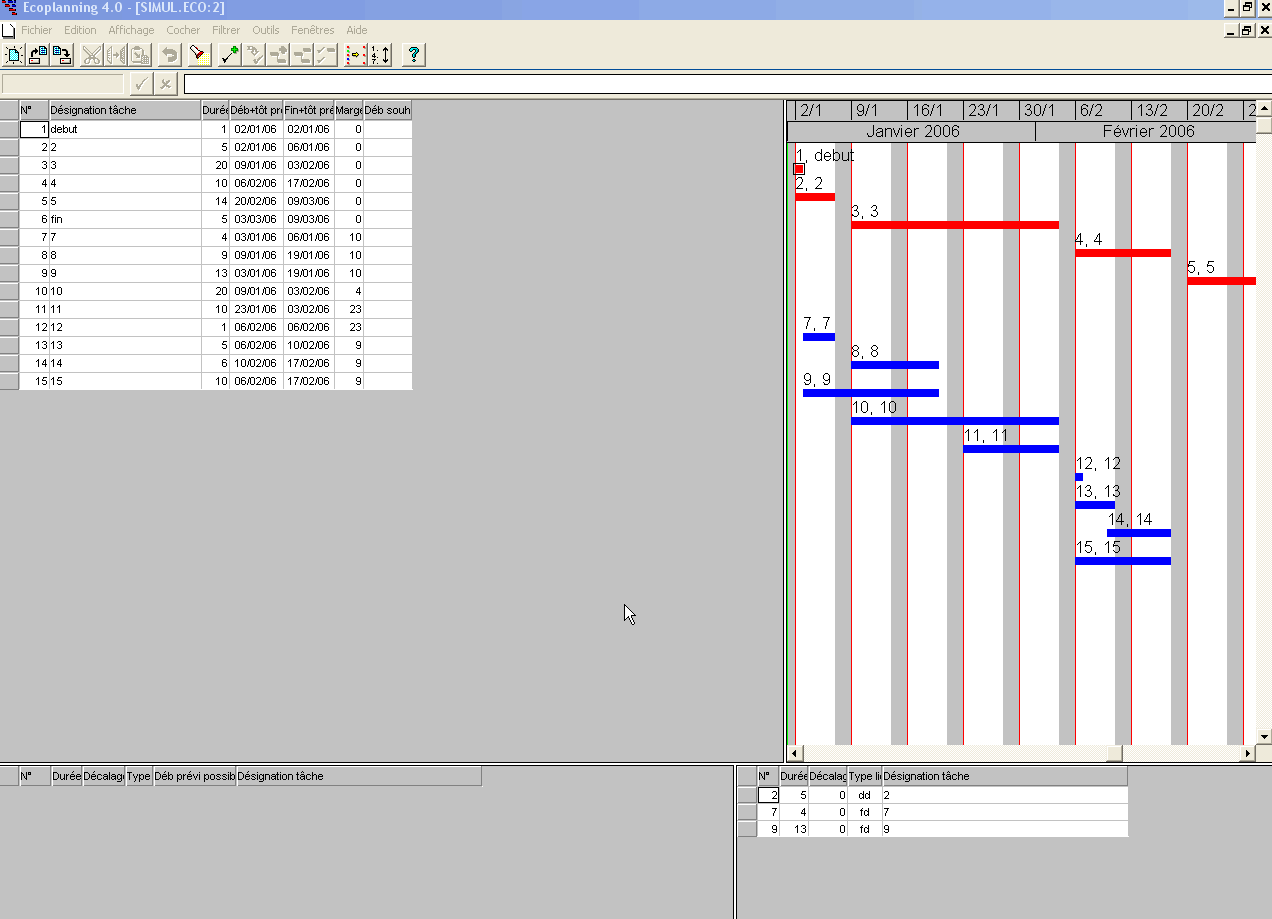 Ecoplanning 4.0 - [SIMUL.ECO:2]
Fichier Edition Affichage Cocher Filtrer Outils Fenêtres Aide
N° Désignation tâche Durée Déb+tôt pré Fin+tôt pré Marge Déb souh
1 debut 1 02/01/06 02/01/06 0
2 2 5 02/01/06 06/01/06 0
3 3 20 09/01/06 03/02/06 0
4 4 10 06/02/06 17/02/06 0
5 5 14 20/02/06 09/03/06 0
6 fin 5 03/03/06 09/03/06 0
7 7 4 03/01/06 06/01/06 10
8 8 9 09/01/06 19/01/06 10
9 9 13 03/01/06 19/01/06 10
10 10 20 09/01/06 03/02/06 4
11 11 10 23/01/06 03/02/06 23
12 12 1 06/02/06 06/02/06 23
13 13 5 06/02/06 10/02/06 9
14 14 6 10/02/06 17/02/06 9
15 15 10 06/02/06 17/02/06 9
2/1 9/1 16/1 23/1 30/1 6/2 13/2 20/2 2
Janvier 2006 Février 2006
1, debut
2, 2
3, 3
4, 4
5, 5
7, 7
8, 8
9, 9
10, 10
11, 11
12, 12
13, 13
14, 14
15, 15
N° Durée Décalag Type Déb prévi possib Désignation tâche
N° Durée Décalag Type li Désignation tâche
2 5 0 dd 2
7 4 0 fd 7
9 13 0 fd 9